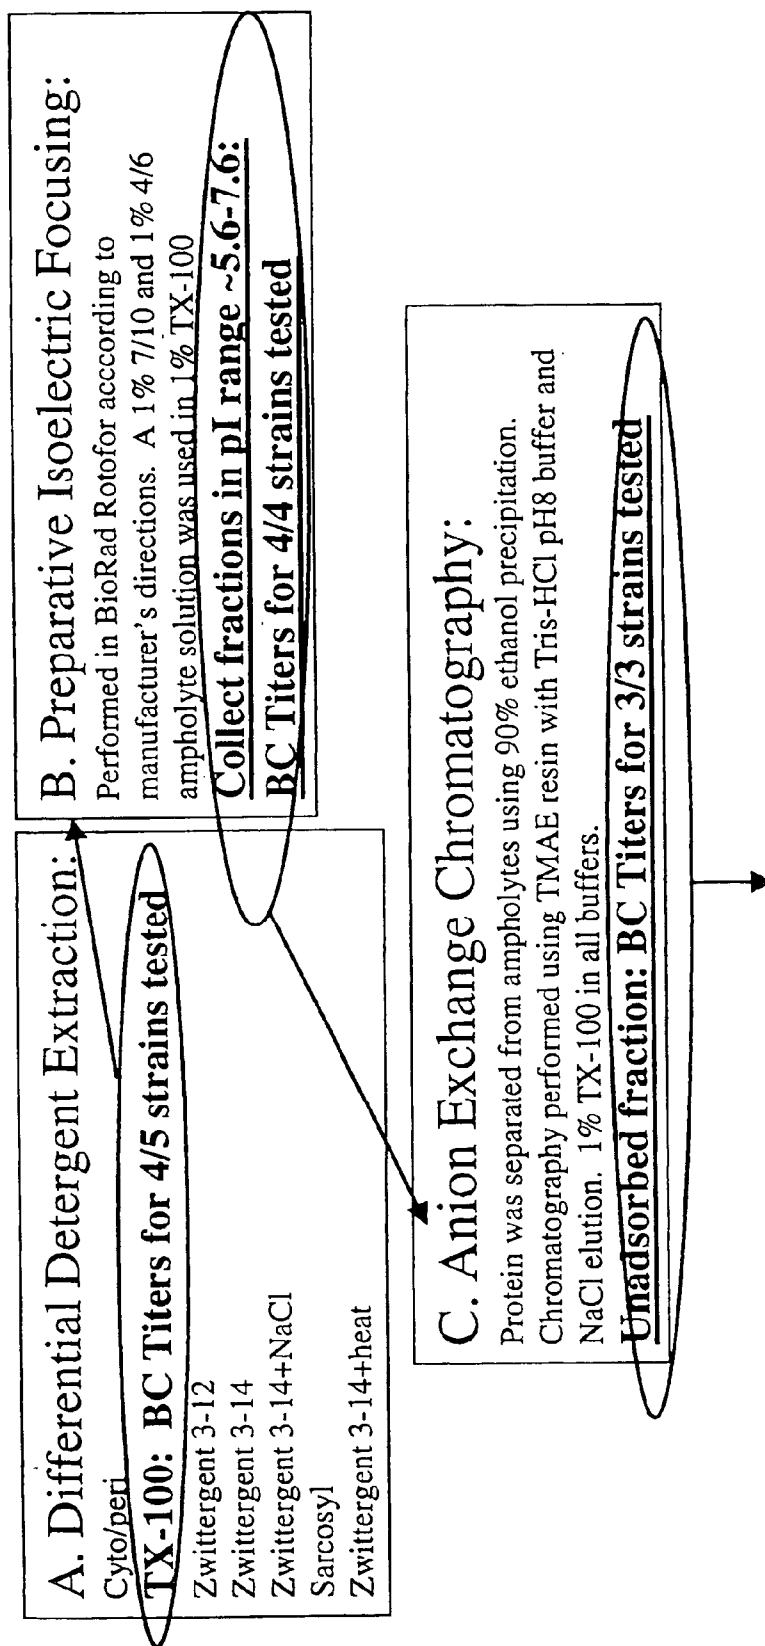 A. Differential Detergent Extraction:
Cyto/peri
TX-100: BC Titers for 4/5 strains tested
Zwittergent 3-12
Zwittergent 3-14
Zwittergent 3-14+NaCl
Sarcosyl
Zwittergent 3-14+heat
B. Preparative Isoelectric Focusing:
Performed in BioRad Rotofor acccording to
manufacturer's directions. A 1% 7/10 and 1% 4/6
ampholyte solution was used in 1% TX-100
Collect fractions in pI range ~5.6-7.6:
BC Titers for 4/4 strains tested
C. Anion Exchange Chromatography:
Protein was separated from ampholytes using 90% ethanol precipitation.
Chromatography performed using TMAE resin with Tris-HCl pH8 buffer and
NaCl elution. 1% TX-100 in all buffers.
Unadsorbed fraction: BC Titers for 3/3 strains tested